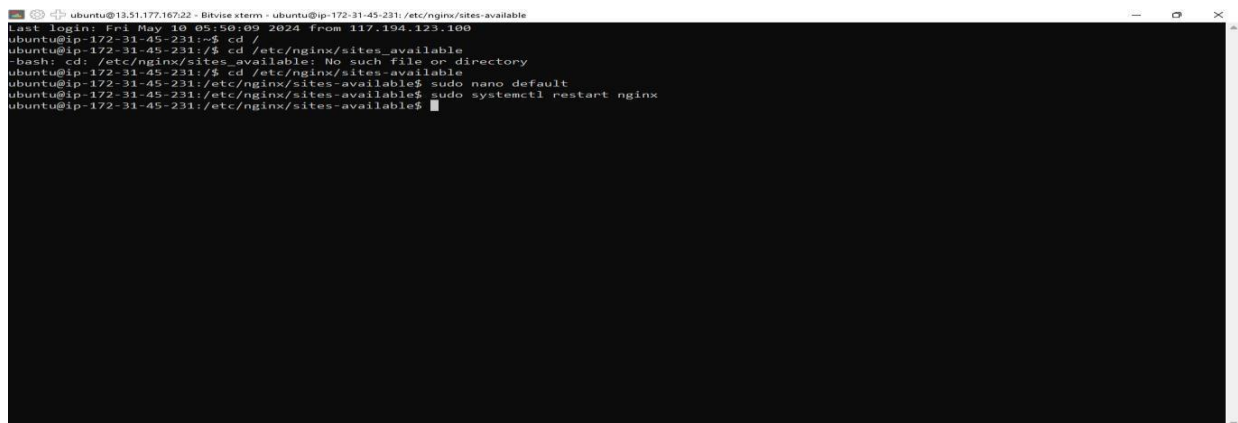 ubuntu@13.51.177.167:22 - Bitvise xterm - ubuntu@ip-172-31-45-231: /etc/nginx/sites-available
Last login: Fri May 10 05:50:09 2024 from 117.194.123.100
ubuntu@ip-172-31-45-231:~$ cd /
ubuntu@ip-172-31-45-231:/$ cd /etc/nginx/sites_available
-bash: cd: /etc/nginx/sites_available: No such file or directory
ubuntu@ip-172-31-45-231:/$ cd /etc/nginx/sites-available
ubuntu@ip-172-31-45-231:/etc/nginx/sites-available$ sudo nano default
ubuntu@ip-172-31-45-231:/etc/nginx/sites-available$ sudo systemctl restart nginx
ubuntu@ip-172-31-45-231:/etc/nginx/sites-available$